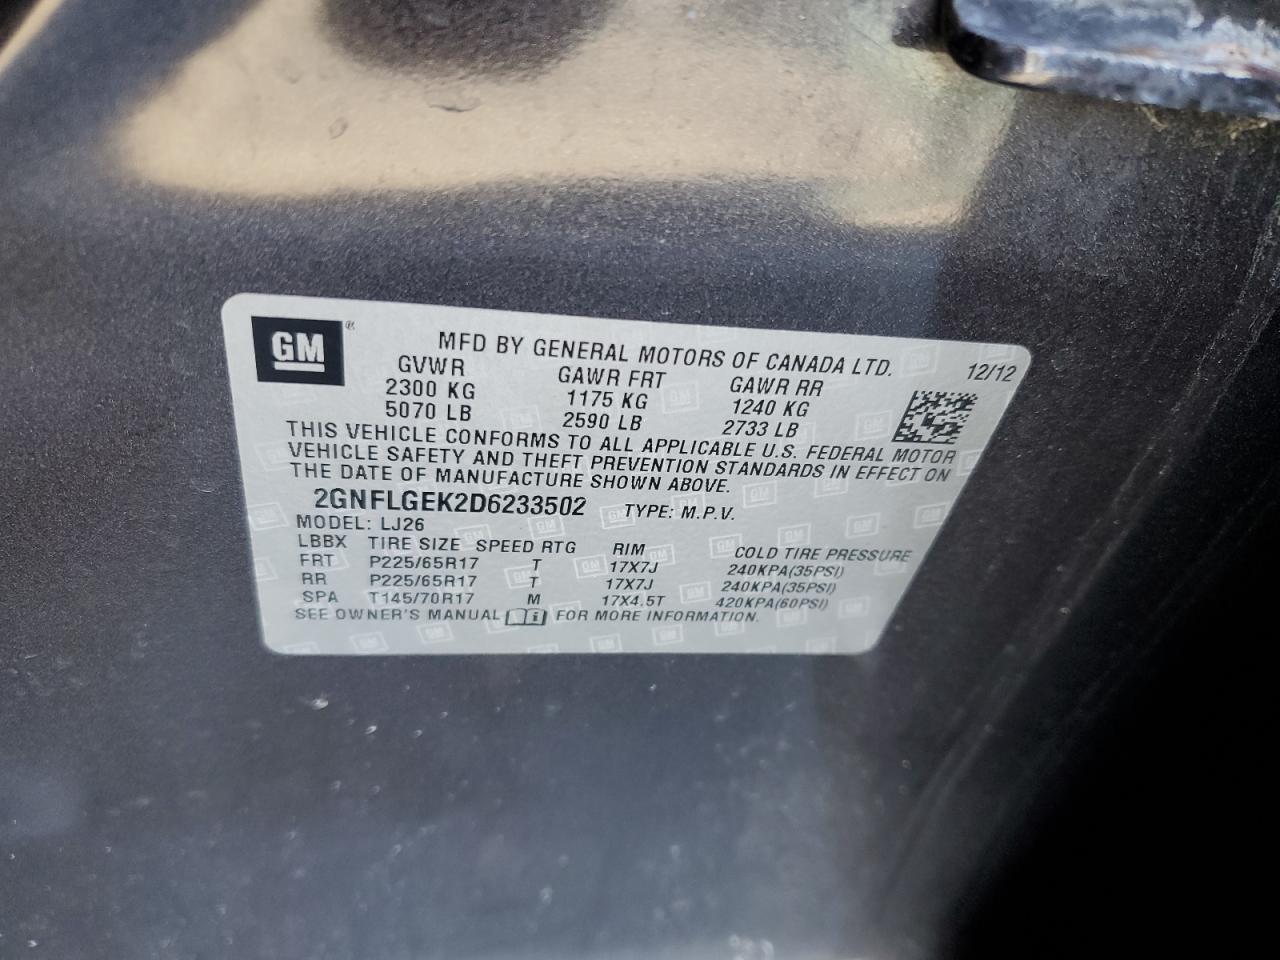 GM ® MFD BY GENERAL MOTORS OF CANADA LTD. 12/12
GVWR GAWR FRT GAWR RR
2300 KG 1175 KG 1240 KG
5070 LB 2590 LB 2733 LB
THIS VEHICLE CONFORMS TO ALL APPLICABLE U.S. FEDERAL MOTOR
VEHICLE SAFETY AND THEFT PREVENTION STANDARDS IN EFFECT ON
THE DATE OF MANUFACTURE SHOWN ABOVE.
2GNFLGEK2D6233502 TYPE: M.P.V.
MODEL: LJ26
LBBX TIRE SIZE SPEED RTG RIM COLD TIRE PRESSURE
FRT P225/65R17 T 17X7J 240KPA(35PSI)
RR P225/65R17 T 17X7J 240KPA(35PSI)
SPA T145/70R17 M 17X4.5T 420KPA(60PSI)
SEE OWNER'S MANUAL i FOR MORE INFORMATION.